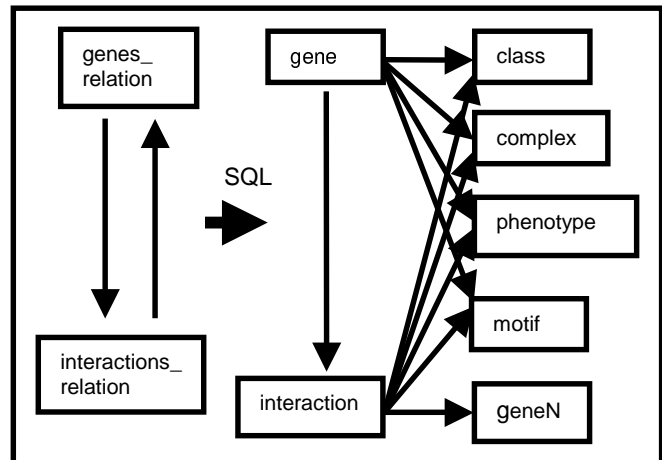 genes_
relation
gene
class
complex
SQL
phenotype
motif
interactions_
relation
interaction
geneN